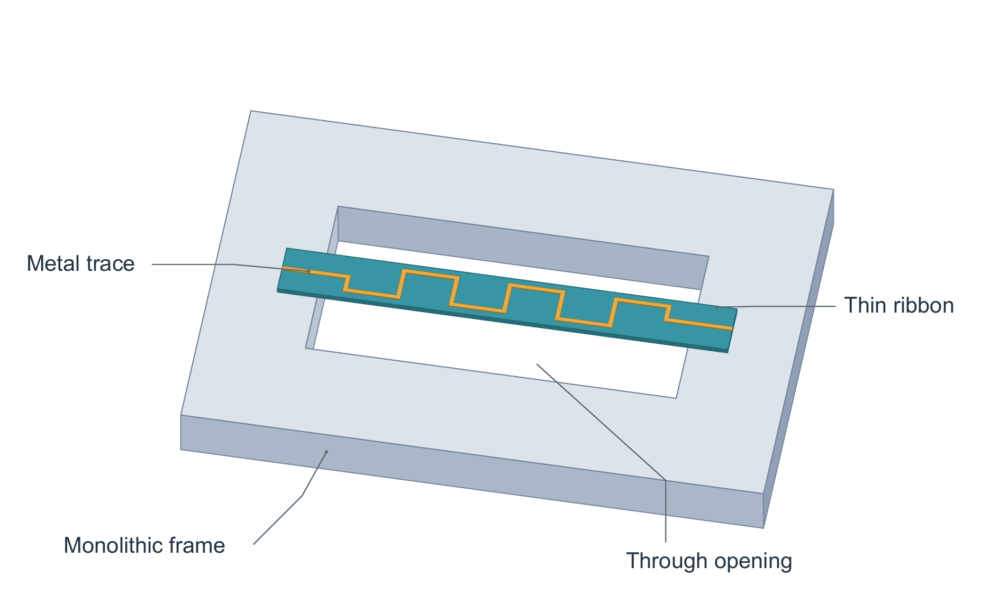 Metal trace
Thin ribbon
Monolithic frame
Through opening